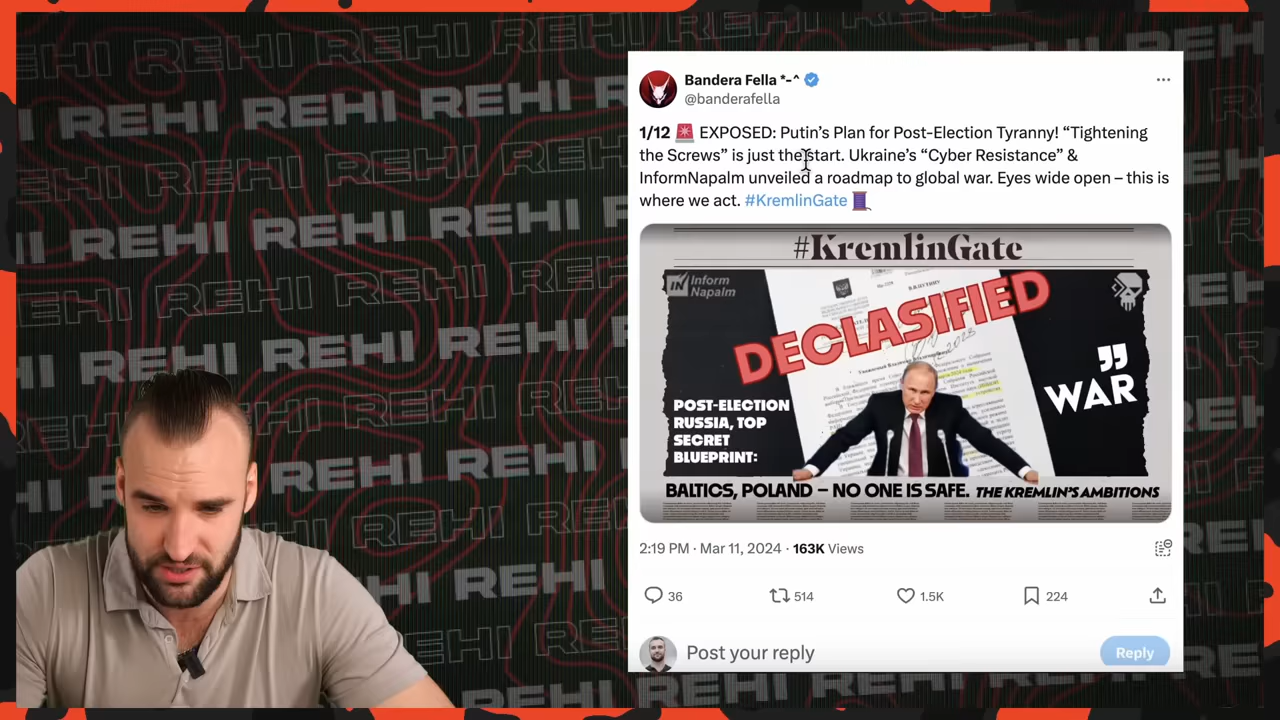 REHI REHI REHI REHI
Bandera Fella *-^
@banderafella
1/12 🚨 EXPOSED: Putin's Plan for Post-Election Tyranny! “Tightening
the Screws” is just the start. Ukraine's “Cyber Resistance” &
InformNapalm unveiled a roadmap to global war. Eyes wide open – this is
where we act. #KremlinGate 🧵
#KremlinGate
IN Inform
Napalm
DECLASIFIED
” WAR
POST-ELECTION
RUSSIA, TOP
SECRET
BLUEPRINT:
BALTICS, POLAND – NO ONE IS SAFE. THE KREMLIN'S AMBITIONS
2:19 PM · Mar 11, 2024 · 163K Views
36 514 1.5K 224
Post your reply
Reply